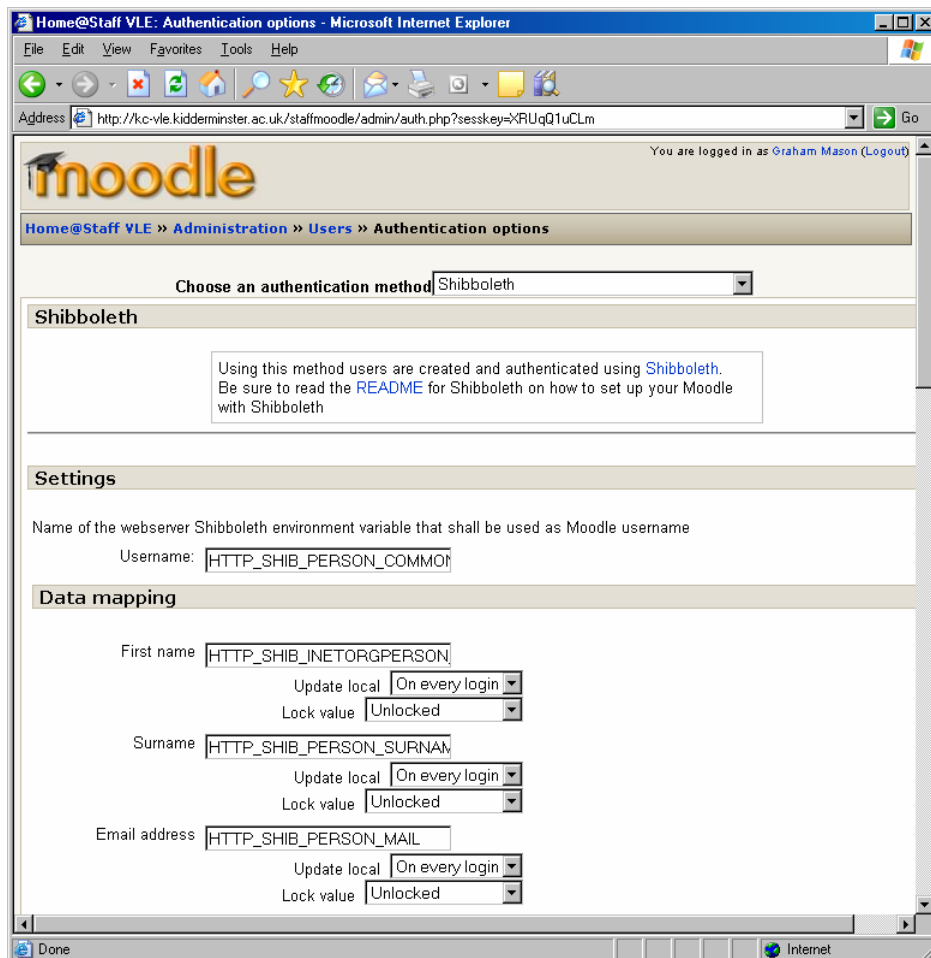 Home@Staff VLE: Authentication options - Microsoft Internet Explorer
File Edit View Favorites Tools Help
Address http://kc-vle.kidderminster.ac.uk/staffmoodle/admin/auth.php?sesskey=XRUqQ1uCLm Go
moodle
You are logged in as Graham Mason (Logout)
Home@Staff VLE » Administration » Users » Authentication options
Choose an authentication method Shibboleth
Shibboleth
Using this method users are created and authenticated using Shibboleth.
Be sure to read the README for Shibboleth on how to set up your Moodle
with Shibboleth
Settings
Name of the webserver Shibboleth environment variable that shall be used as Moodle username
Username: HTTP_SHIB_PERSON_COMMON
Data mapping
First name HTTP_SHIB_INETORGPERSON_
Update local On every login
Lock value Unlocked
Surname HTTP_SHIB_PERSON_SURNAM
Update local On every login
Lock value Unlocked
Email address HTTP_SHIB_PERSON_MAIL
Update local On every login
Lock value Unlocked
Done Internet